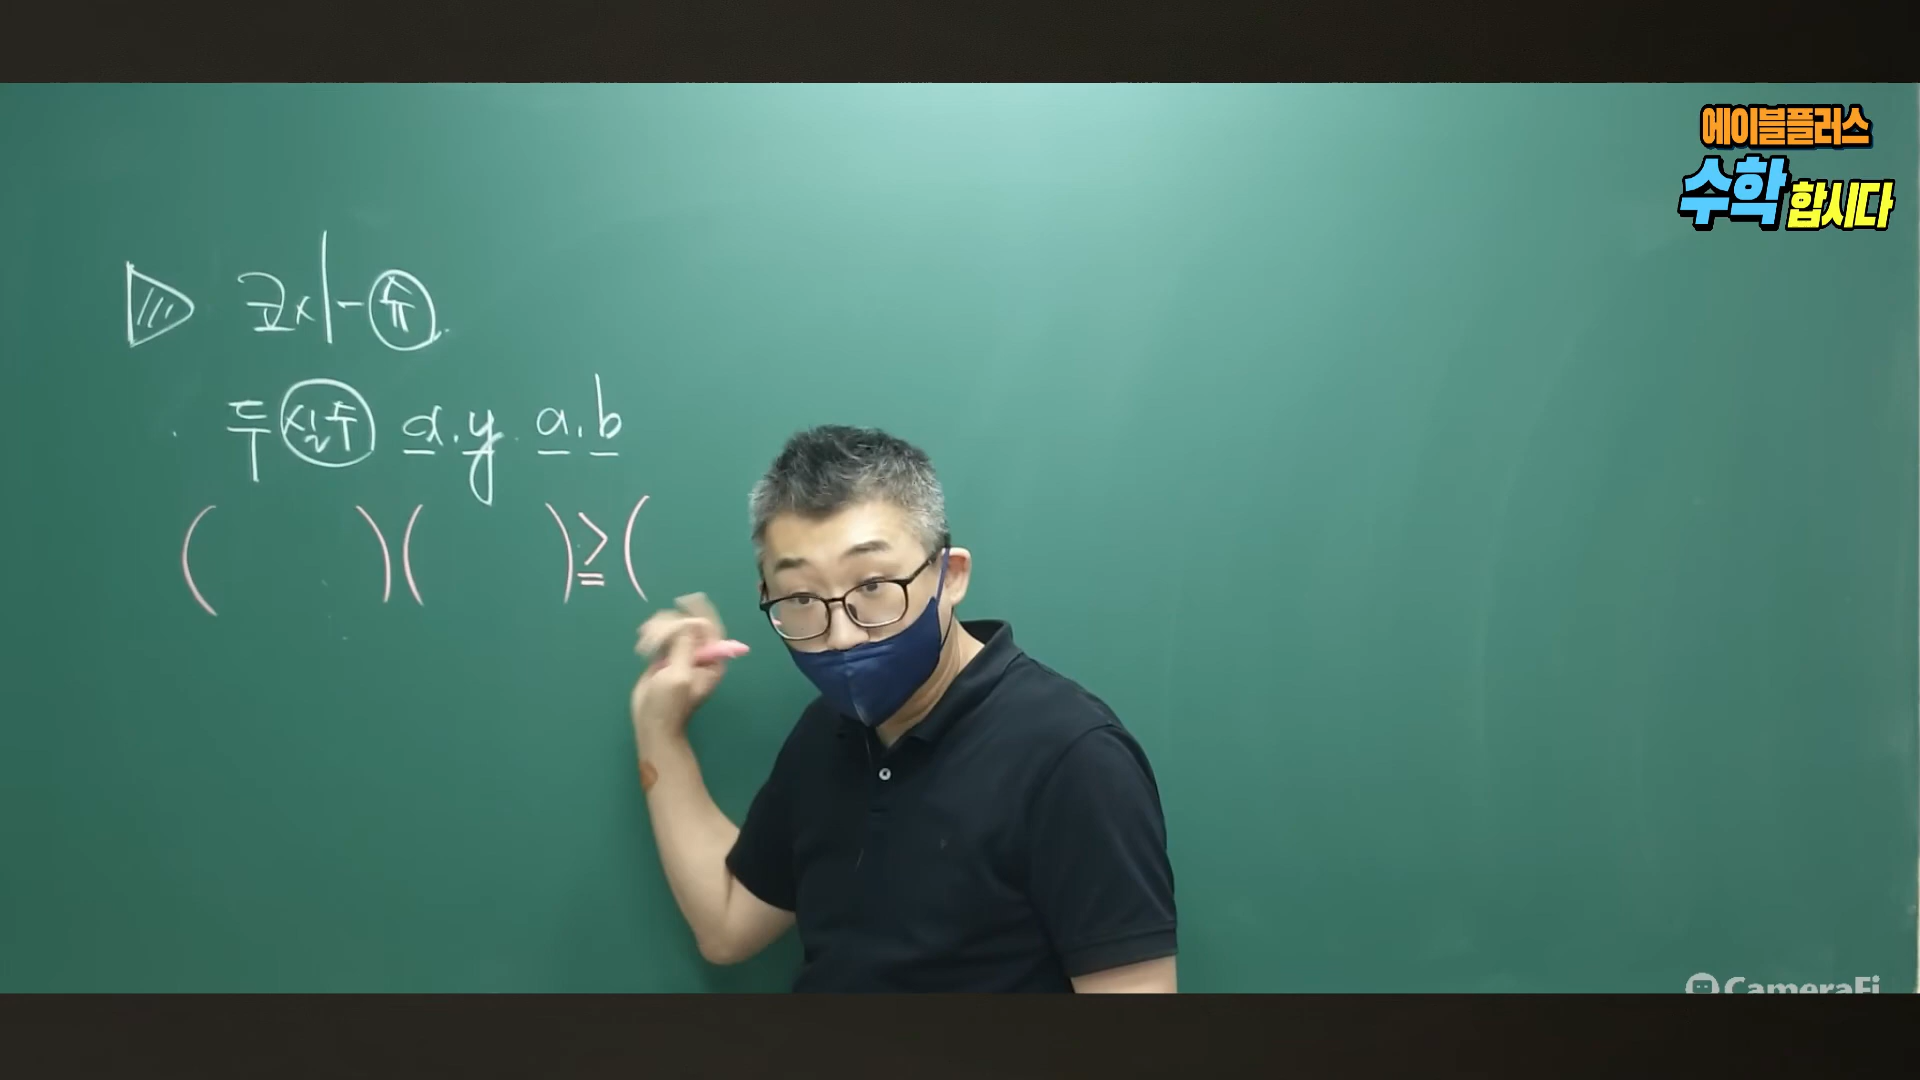 에이블플러스
수학합시다
▷ 코시-슈.
두 실수 x.y. a.b
(　　)(　　)≥(
CameraFi